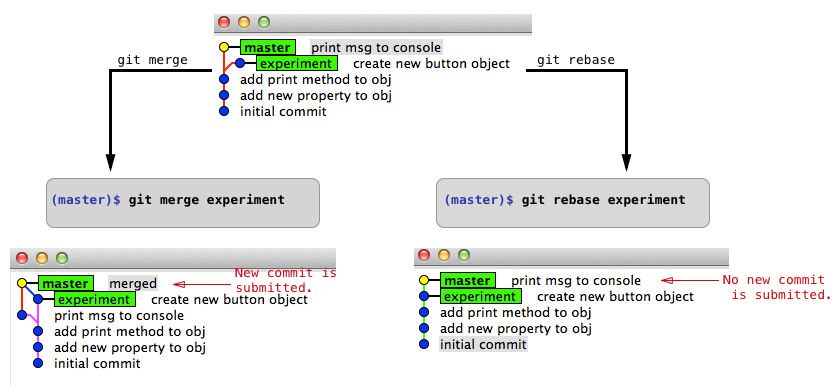 master print msg to console
git merge
experiment create new button object
git rebase
add print method to obj
add new property to obj
initial commit
(master)$ git merge experiment
(master)$ git rebase experiment
master merged
New commit is
submitted.
experiment create new button object
print msg to console
add print method to obj
add new property to obj
initial commit
master print msg to console
No new commit
is submitted.
experiment create new button object
add print method to obj
add new property to obj
initial commit